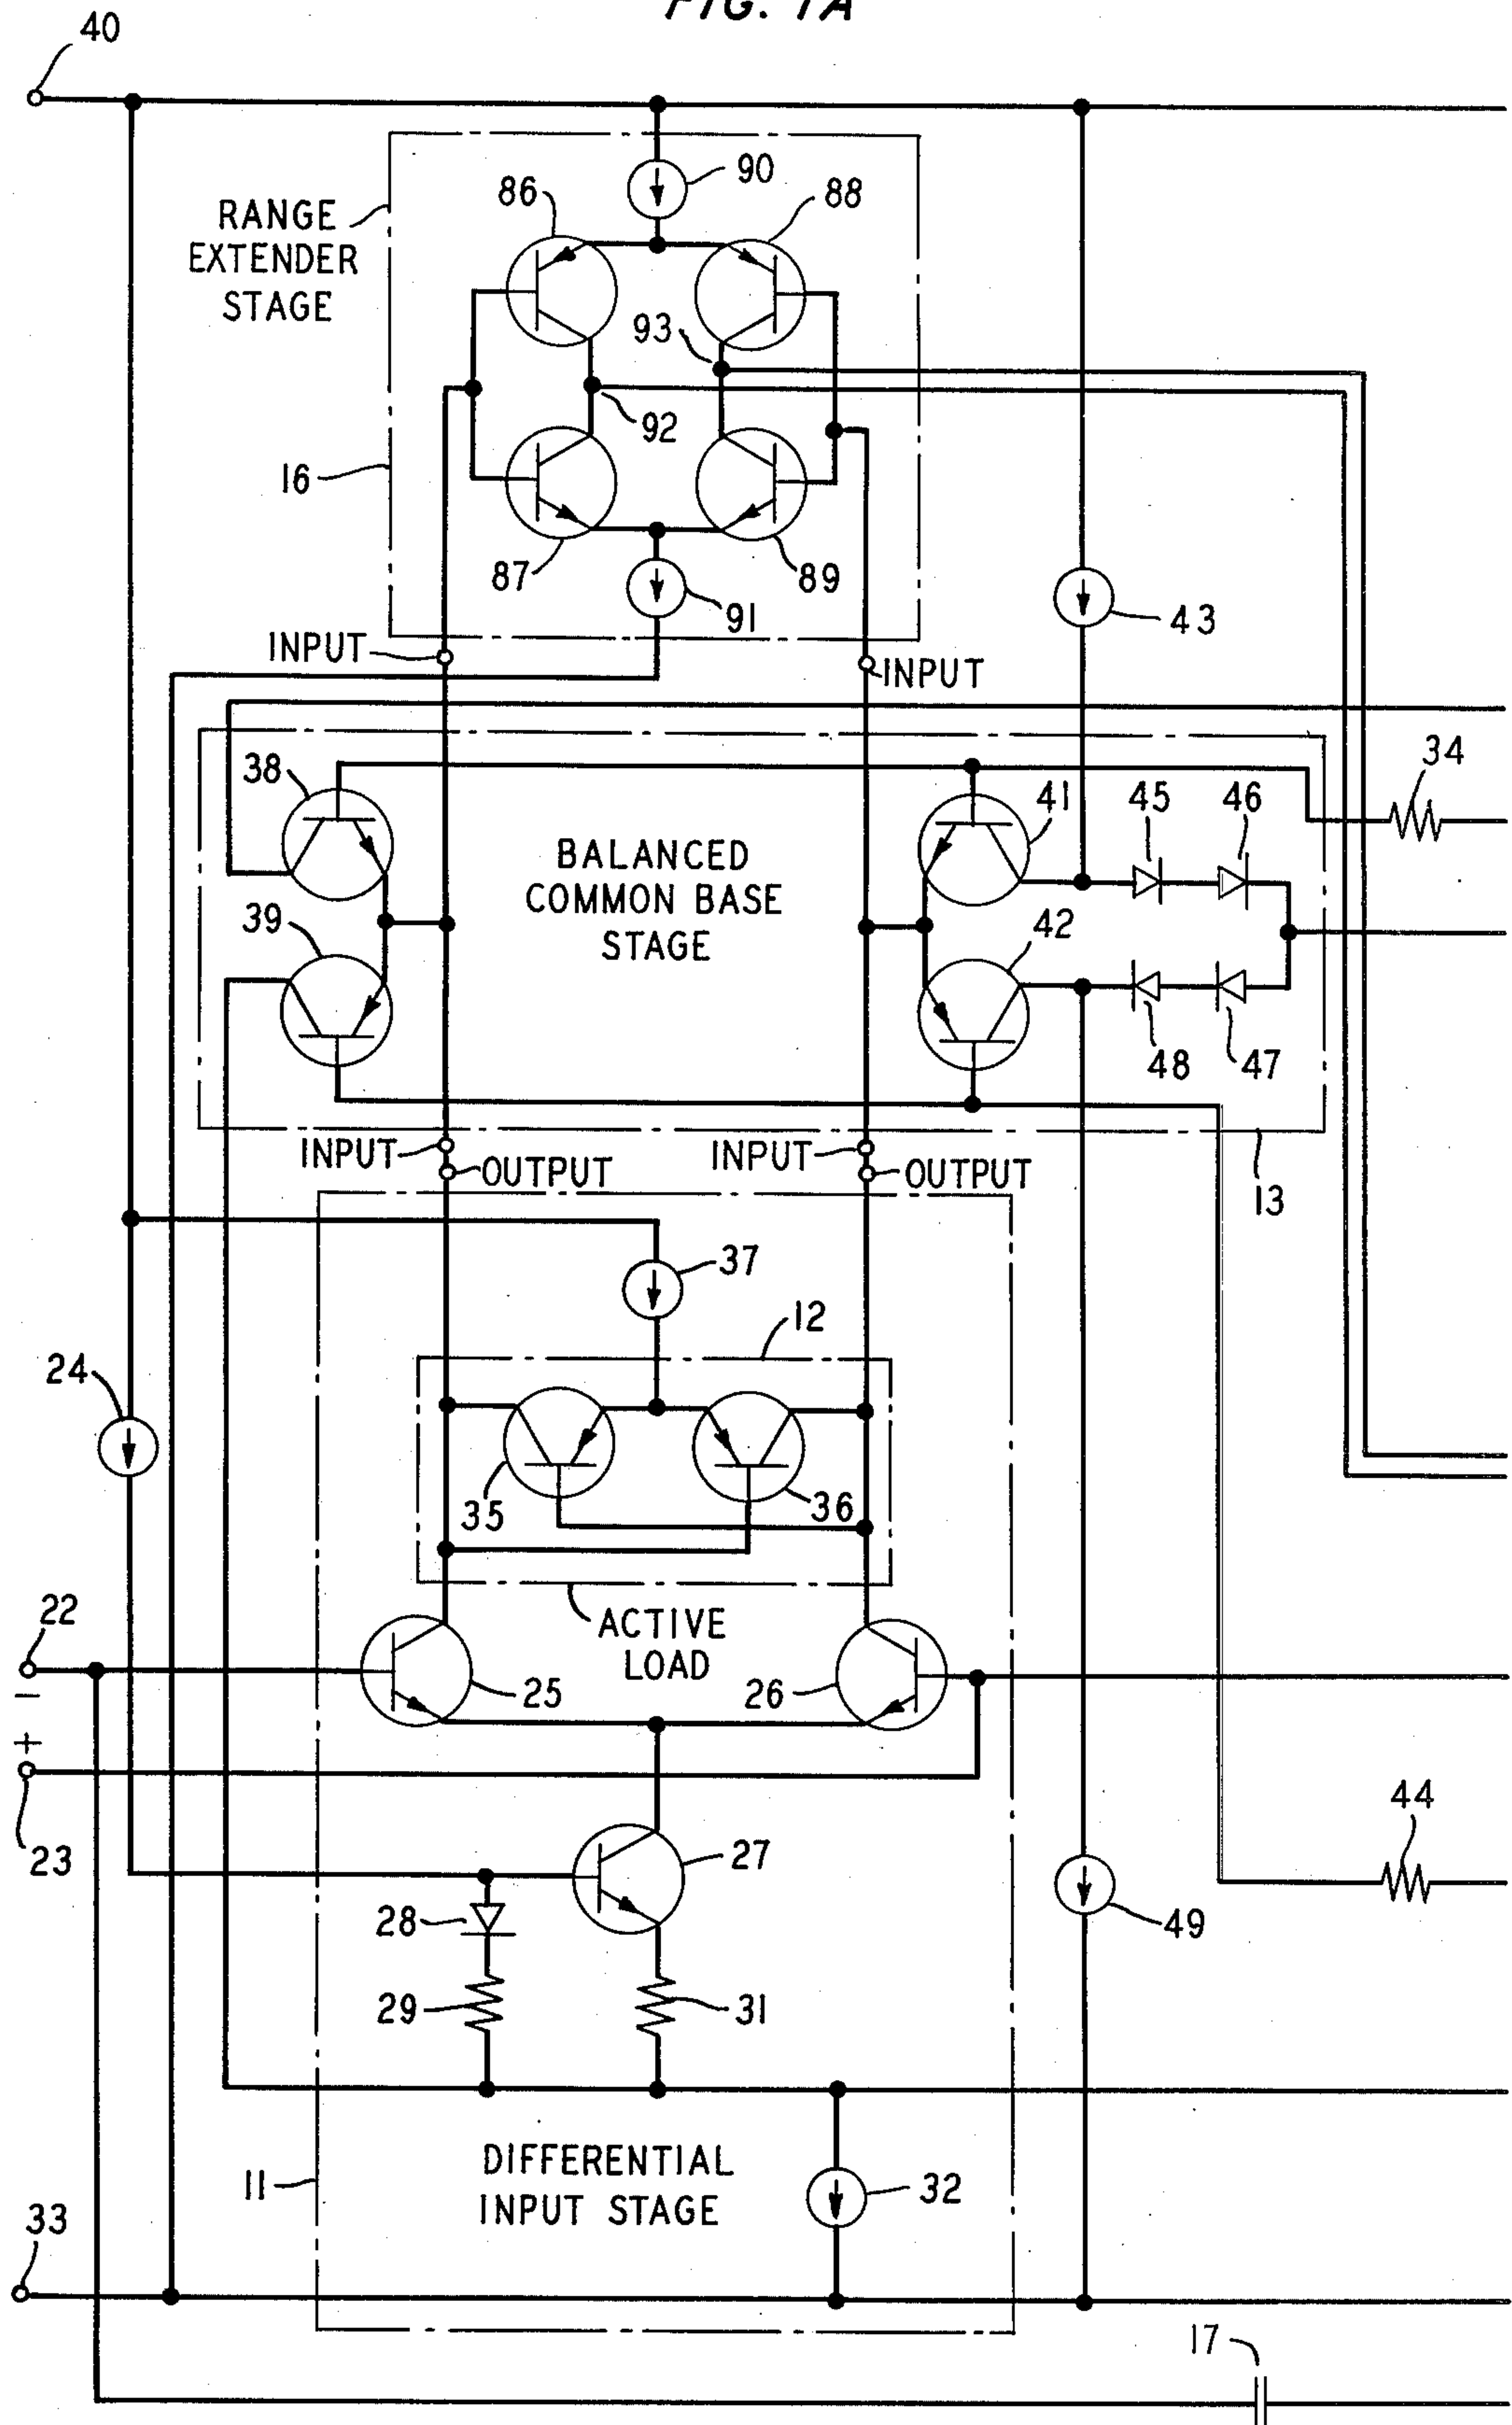 FIG. 1A
40
90
86
88
RANGE
EXTENDER
STAGE
93
92
16
87
89
91
43
INPUT
INPUT
34
38
41
45
46
BALANCED
COMMON BASE
STAGE
39
42
48
47
INPUT
OUTPUT
INPUT
OUTPUT
13
37
12
24
35
36
22
ACTIVE
LOAD
−
25
26
+
23
27
44
28
49
29
31
DIFFERENTIAL
INPUT STAGE
11
32
33
17